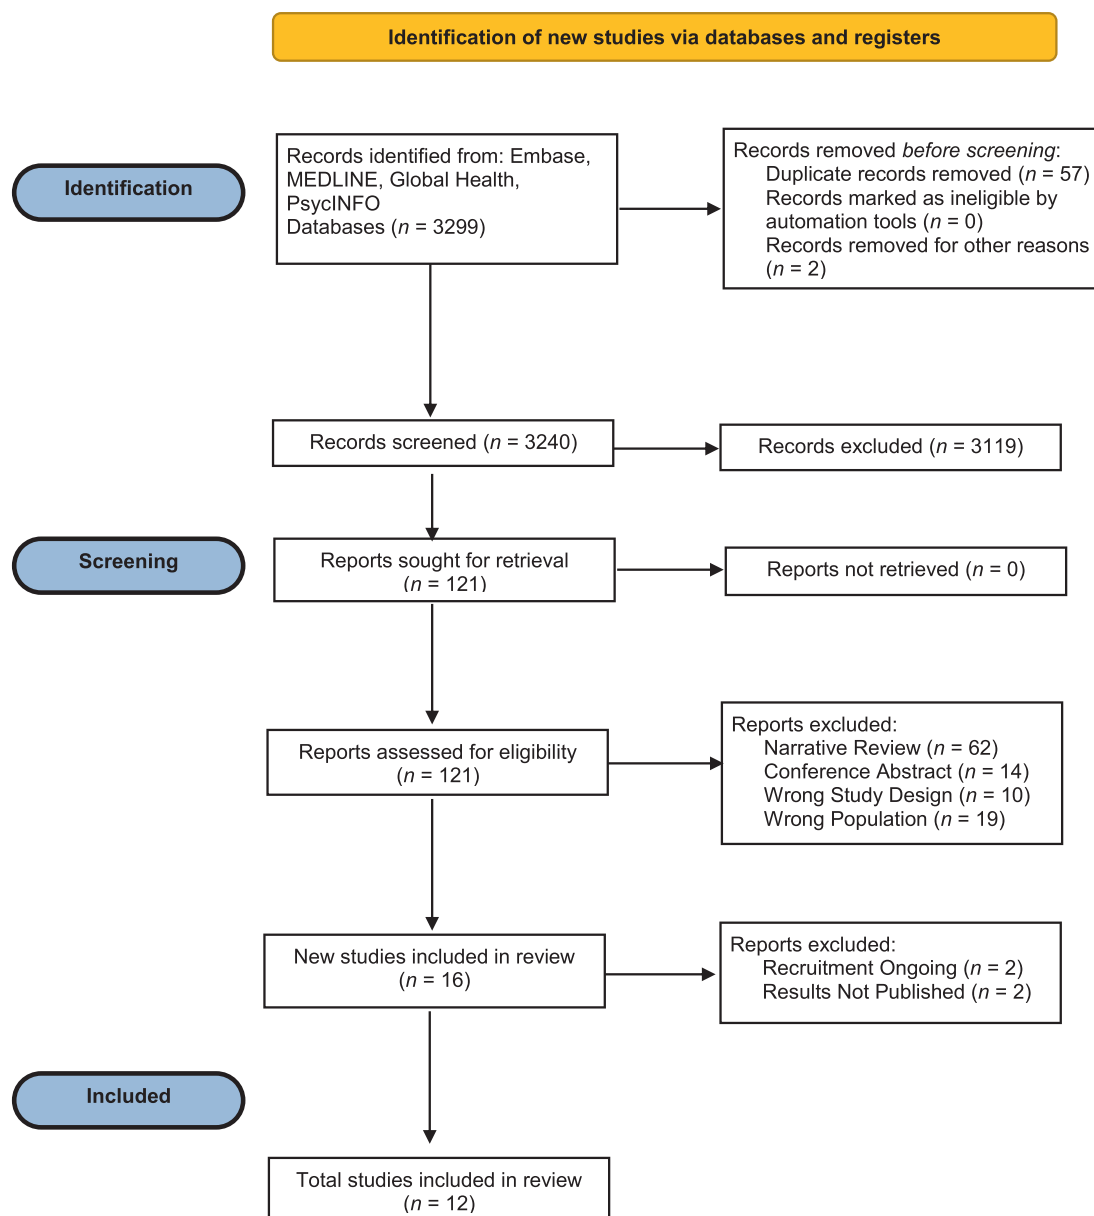 Identification of new studies via databases and registers
Identification
Records identified from: Embase,
MEDLINE, Global Health,
PsycINFO
Databases (n = 3299)
Records removed before screening:
Duplicate records removed (n = 57)
Records marked as ineligible by
automation tools (n = 0)
Records removed for other reasons
(n = 2)
Records screened (n = 3240)
Records excluded (n = 3119)
Screening
Reports sought for retrieval
(n = 121)
Reports not retrieved (n = 0)
Reports assessed for eligibility
(n = 121)
Reports excluded:
Narrative Review (n = 62)
Conference Abstract (n = 14)
Wrong Study Design (n = 10)
Wrong Population (n = 19)
New studies included in review
(n = 16)
Reports excluded:
Recruitment Ongoing (n = 2)
Results Not Published (n = 2)
Included
Total studies included in review
(n = 12)